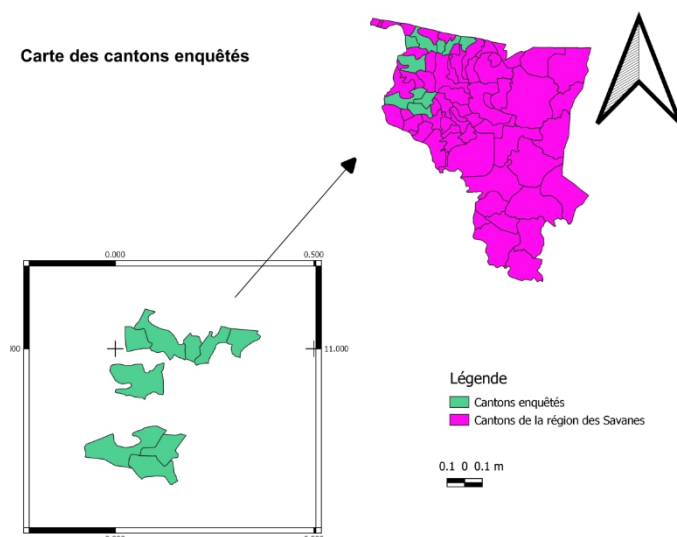 Carte des cantons enquêtés
0.000 0.500
11.000
Légende
Cantons enquêtés
Cantons de la région des Savanes
0.1 0 0.1 m